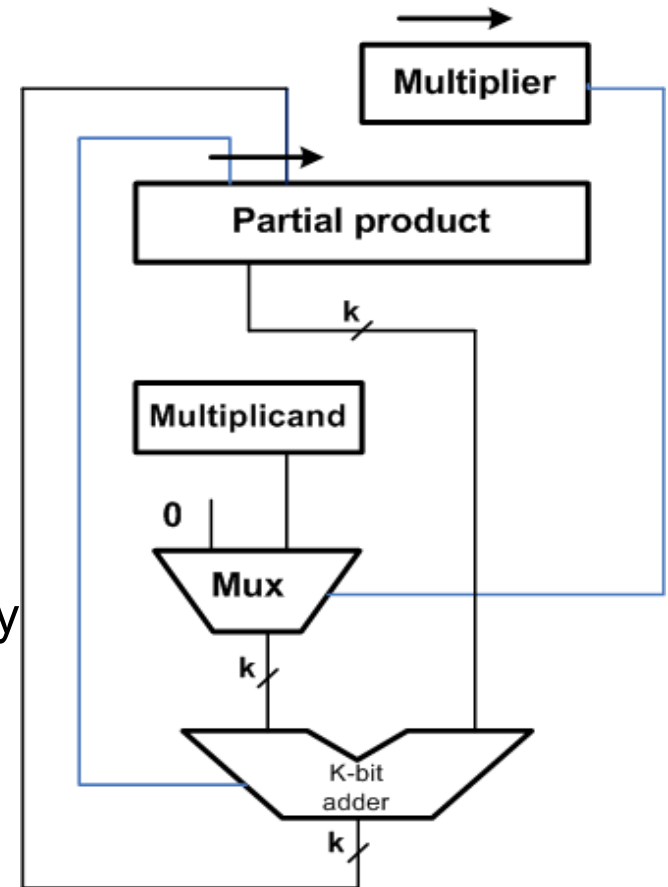 Multiplier
Partial product
k
Multiplicand
0
Mux
y
k
K-bit
adder
k